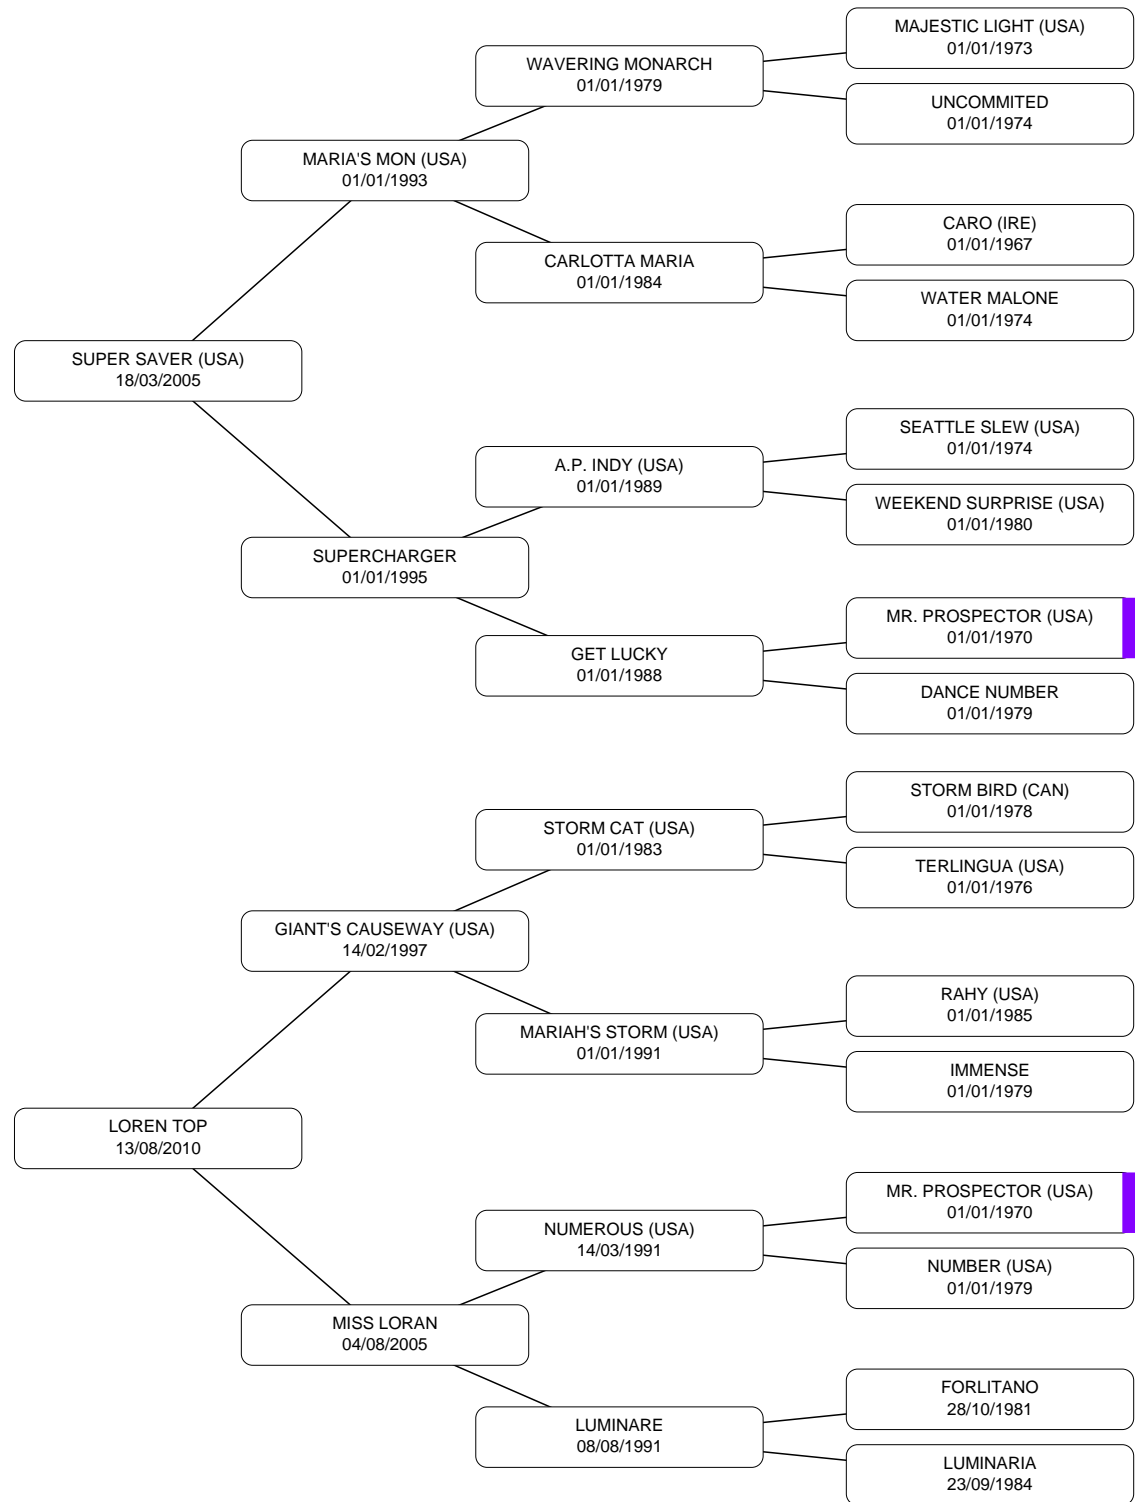 MAJESTIC LIGHT (USA)
01/01/1973
WAVERING MONARCH
01/01/1979
UNCOMMITED
01/01/1974
MARIA'S MON (USA)
01/01/1993
CARO (IRE)
01/01/1967
CARLOTTA MARIA
01/01/1984
WATER MALONE
01/01/1974
SUPER SAVER (USA)
18/03/2005
SEATTLE SLEW (USA)
01/01/1974
A.P. INDY (USA)
01/01/1989
WEEKEND SURPRISE (USA)
01/01/1980
SUPERCHARGER
01/01/1995
MR. PROSPECTOR (USA)
01/01/1970
GET LUCKY
01/01/1988
DANCE NUMBER
01/01/1979
STORM BIRD (CAN)
01/01/1978
STORM CAT (USA)
01/01/1983
TERLINGUA (USA)
01/01/1976
GIANT'S CAUSEWAY (USA)
14/02/1997
RAHY (USA)
01/01/1985
MARIAH'S STORM (USA)
01/01/1991
IMMENSE
01/01/1979
LOREN TOP
13/08/2010
MR. PROSPECTOR (USA)
01/01/1970
NUMEROUS (USA)
14/03/1991
NUMBER (USA)
01/01/1979
MISS LORAN
04/08/2005
FORLITANO
28/10/1981
LUMINARE
08/08/1991
LUMINARIA
23/09/1984